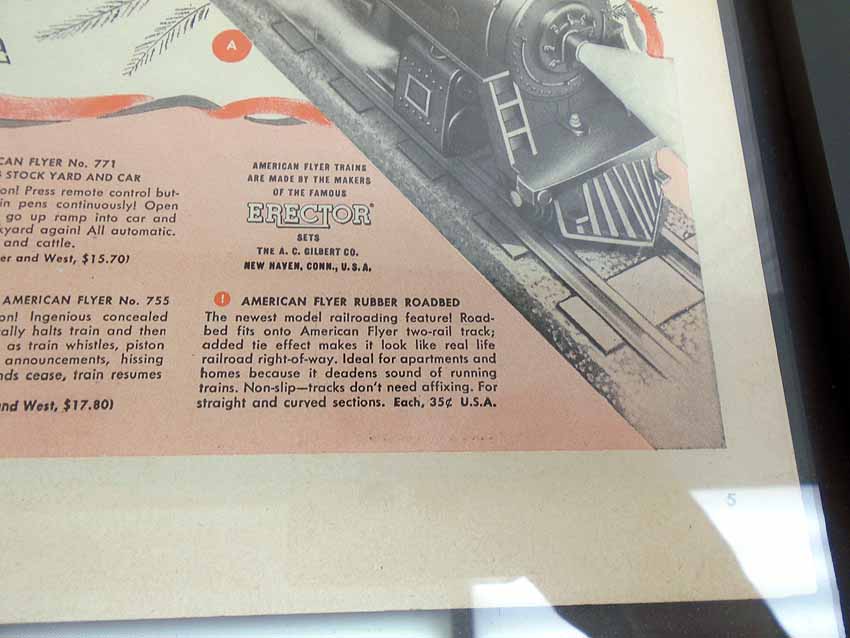 A
CAN FLYER No. 771
STOCK YARD AND CAR
on! Press remote control but-
in pens continuously! Open
go up ramp into car and
kyard again! All automatic.
and cattle.
er and West, $15.70)
AMERICAN FLYER No. 755
on! Ingenious concealed
cally halts train and then
as train whistles, piston
announcements, hissing
nds cease, train resumes
and West, $17.80)
AMERICAN FLYER TRAINS
ARE MADE BY THE MAKERS
OF THE FAMOUS
ERECTOR®
SETS
THE A. C. GILBERT CO.
NEW HAVEN, CONN., U. S. A.
I AMERICAN FLYER RUBBER ROADBED
The newest model railroading feature! Road-
bed fits onto American Flyer two-rail track;
added tie effect makes it look like real life
railroad right-of-way. Ideal for apartments and
homes because it deadens sound of running
trains. Non-slip—tracks don't need affixing. For
straight and curved sections. Each, 35¢ U.S.A.
5